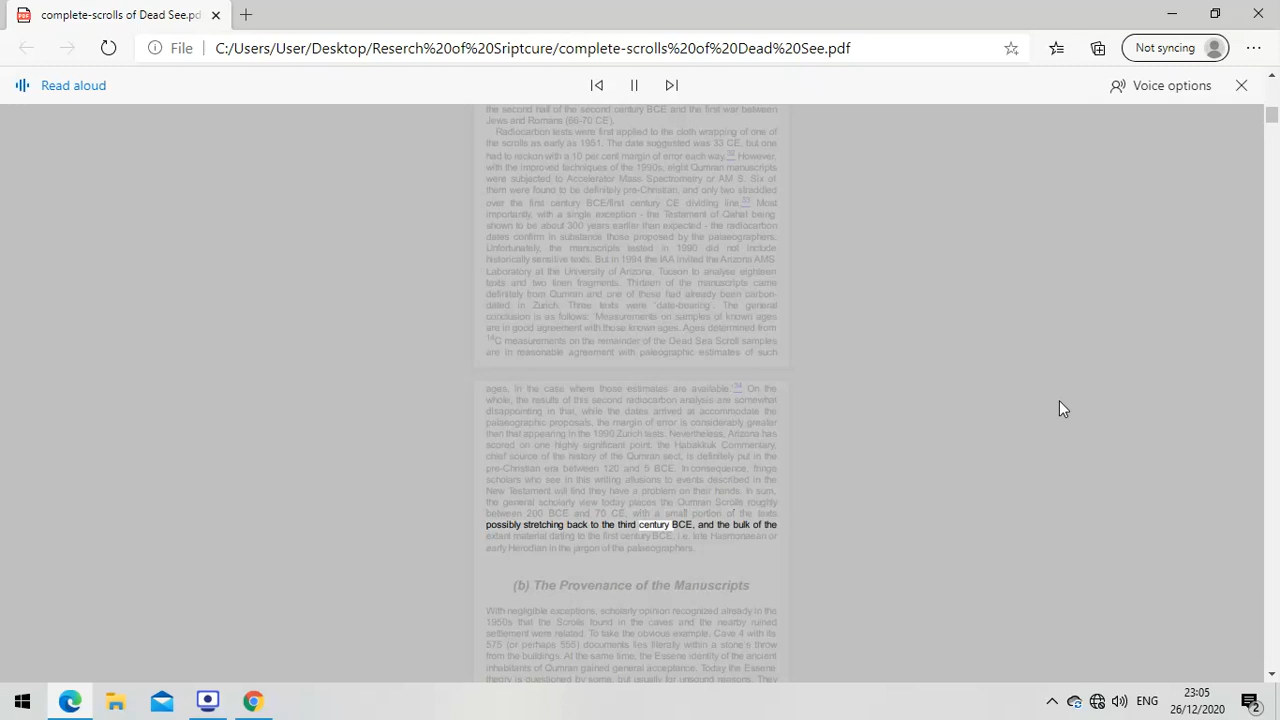 complete-scrolls of Dead See.pd
File
C:/Users/User/Desktop/Reserch%20of%20Sriptcure/complete-scrolls%20of%20Dead%20See.pdf
Not syncing
Read aloud
Voice options
the second half of the second century BCE and the first war between
Jews and Romans (66-70 CE).
Radiocarbon tests were first applied to the cloth wrapping of one of
the scrolls as early as 1951. The date suggested was 33 CE, but one
had to reckon with a 10 per cent margin of error each way.32 However,
with the improved techniques of the 1990s, eight Qumran manuscripts
were subjected to Accelerator Mass Spectrometry or AM S. Six of
them were found to be definitely pre-Christian, and only two straddled
over the first century BCE/first century CE dividing line.33 Most
importantly, with a single exception - the Testament of Qahat being
shown to be about 300 years earlier than expected - the radiocarbon
dates confirm in substance those proposed by the palaeographers.
Unfortunately, the manuscripts tested in 1990 did not include
historically sensitive texts. But in 1994 the IAA invited the Arizona AMS
Laboratory at the University of Arizona, Tucson to analyse eighteen
texts and two linen fragments. Thirteen of the manuscripts came
definitely from Qumran and one of these had already been carbon-
dated in Zurich. Three texts were 'date-bearing'. The general
conclusion is as follows: 'Measurements on samples of known ages
are in good agreement with those known ages. Ages determined from
14C measurements on the remainder of the Dead Sea Scroll samples
are in reasonable agreement with paleographic estimates of such
ages, in the case where those estimates are available.'34 On the
whole, the results of this second radiocarbon analysis are somewhat
disappointing in that, while the dates arrived at accommodate the
palaeographic proposals, the margin of error is considerably greater
than that appearing in the 1990 Zurich tests. Nevertheless, Arizona has
scored on one highly significant point: the Habakkuk Commentary,
chief source of the history of the Qumran sect, is definitely put in the
pre-Christian era between 120 and 5 BCE. In consequence, fringe
scholars who see in this writing allusions to events described in the
New Testament will find they have a problem on their hands. In sum,
the general scholarly view today places the Qumran Scrolls roughly
between 200 BCE and 70 CE, with a small portion of the texts
possibly stretching back to the third century BCE, and the bulk of the
extant material dating to the first century BCE, i.e. late Hasmonaean or
early Herodian in the jargon of the palaeographers.
(b) The Provenance of the Manuscripts
With negligible exceptions, scholarly opinion recognized already in the
1950s that the Scrolls found in the caves and the nearby ruined
settlement were related. To take the obvious example, Cave 4 with its
575 (or perhaps 555) documents lies literally within a stone's throw
from the buildings. At the same time, the Essene identity of the ancient
inhabitants of Qumran gained general acceptance. Today the Essene
theory is questioned by some, but usually for unsound reasons. They
ENG
23:05
26/12/2020
2